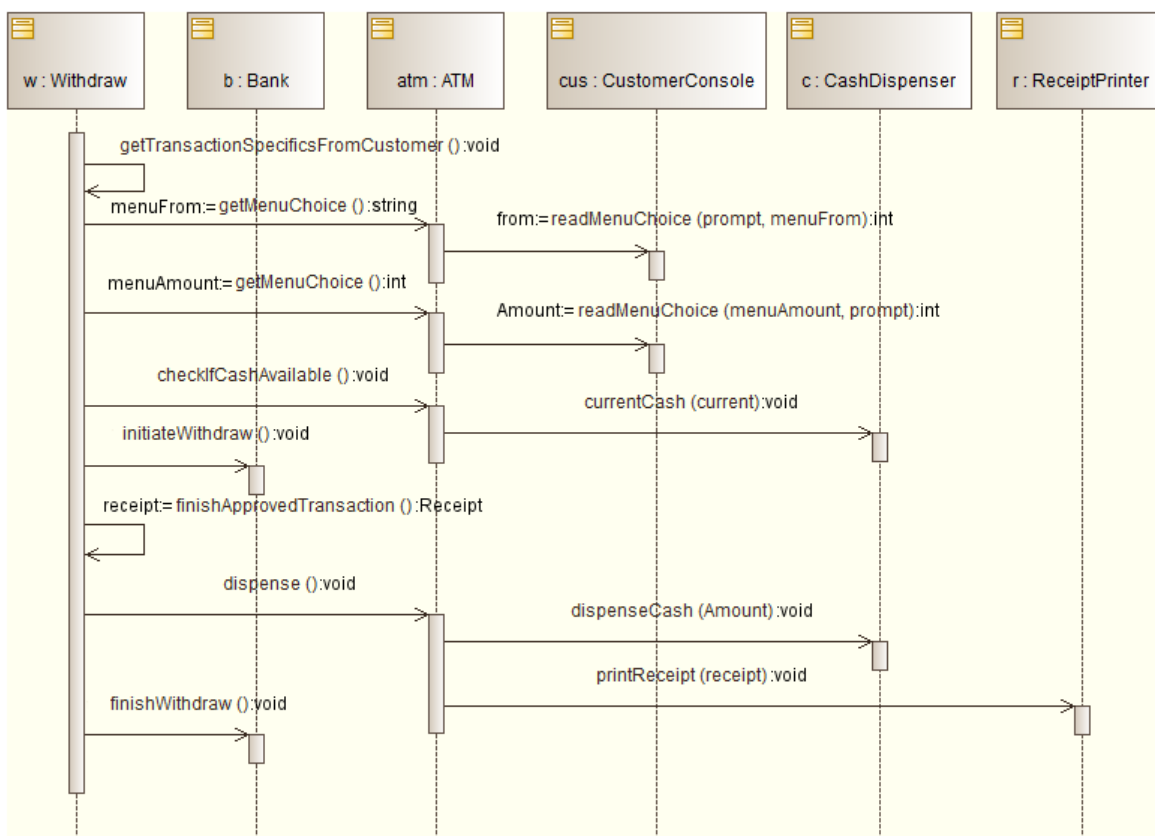 w : Withdraw
b : Bank
atm : ATM
cus : CustomerConsole
c : CashDispenser
r : ReceiptPrinter
getTransactionSpecificsFromCustomer ():void
menuFrom:= getMenuChoice ():string
from:= readMenuChoice (prompt, menuFrom):int
menuAmount:= getMenuChoice ():int
Amount:= readMenuChoice (menuAmount, prompt):int
checkIfCashAvailable ():void
currentCash (current):void
initiateWithdraw ():void
receipt:= finishApprovedTransaction ():Receipt
dispense ():void
dispenseCash (Amount):void
printReceipt (receipt):void
finishWithdraw ():void